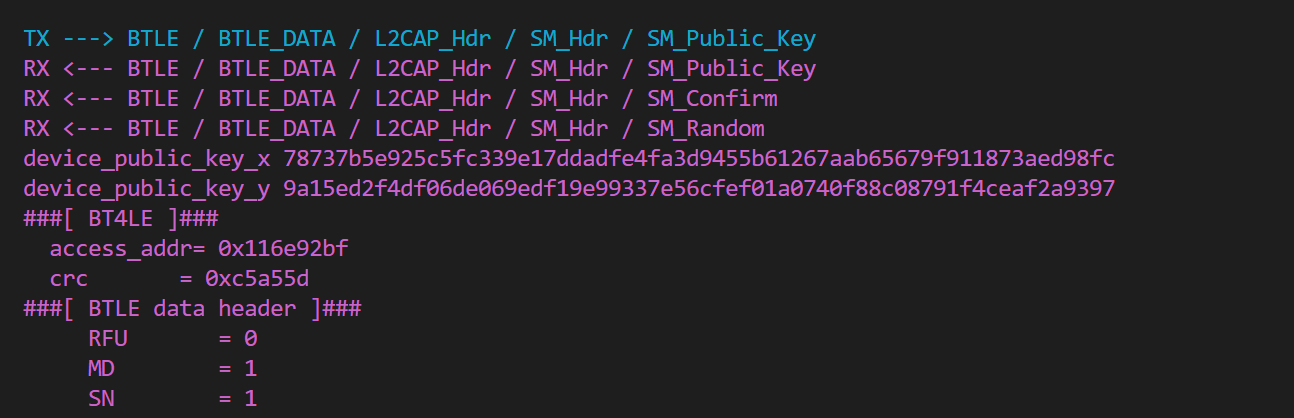 TX ---> BTLE / BTLE_DATA / L2CAP_Hdr / SM_Hdr / SM_Public_Key
RX <--- BTLE / BTLE_DATA / L2CAP_Hdr / SM_Hdr / SM_Public_Key
RX <--- BTLE / BTLE_DATA / L2CAP_Hdr / SM_Hdr / SM_Confirm
RX <--- BTLE / BTLE_DATA / L2CAP_Hdr / SM_Hdr / SM_Random
device_public_key_x 78737b5e925c5fc339e17ddadfe4fa3d9455b61267aab65679f911873aed98fc
device_public_key_y 9a15ed2f4df06de069edf19e99337e56cfef01a0740f88c08791f4ceaf2a9397
###[ BT4LE ]###
  access_addr= 0x116e92bf
  crc       = 0xc5a55d
###[ BTLE data header ]###
     RFU       = 0
     MD        = 1
     SN        = 1